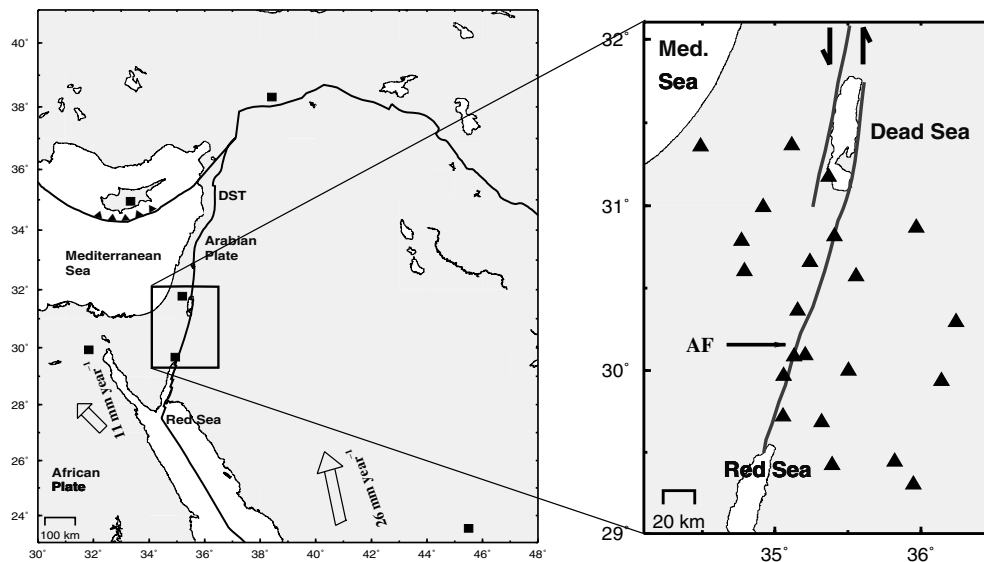 40˚
38˚
36˚
34˚
32˚
30˚
28˚
26˚
24˚
30˚
32˚
34˚
36˚
38˚
40˚
42˚
44˚
46˚
48˚
DST
Arabian
Plate
Mediterranean
Sea
Red Sea
11 mm year⁻¹
26 mm year⁻¹
African
Plate
100 km
32˚
31˚
30˚
29˚
35˚
36˚
Med.
Sea
Dead Sea
AF
Red Sea
20 km